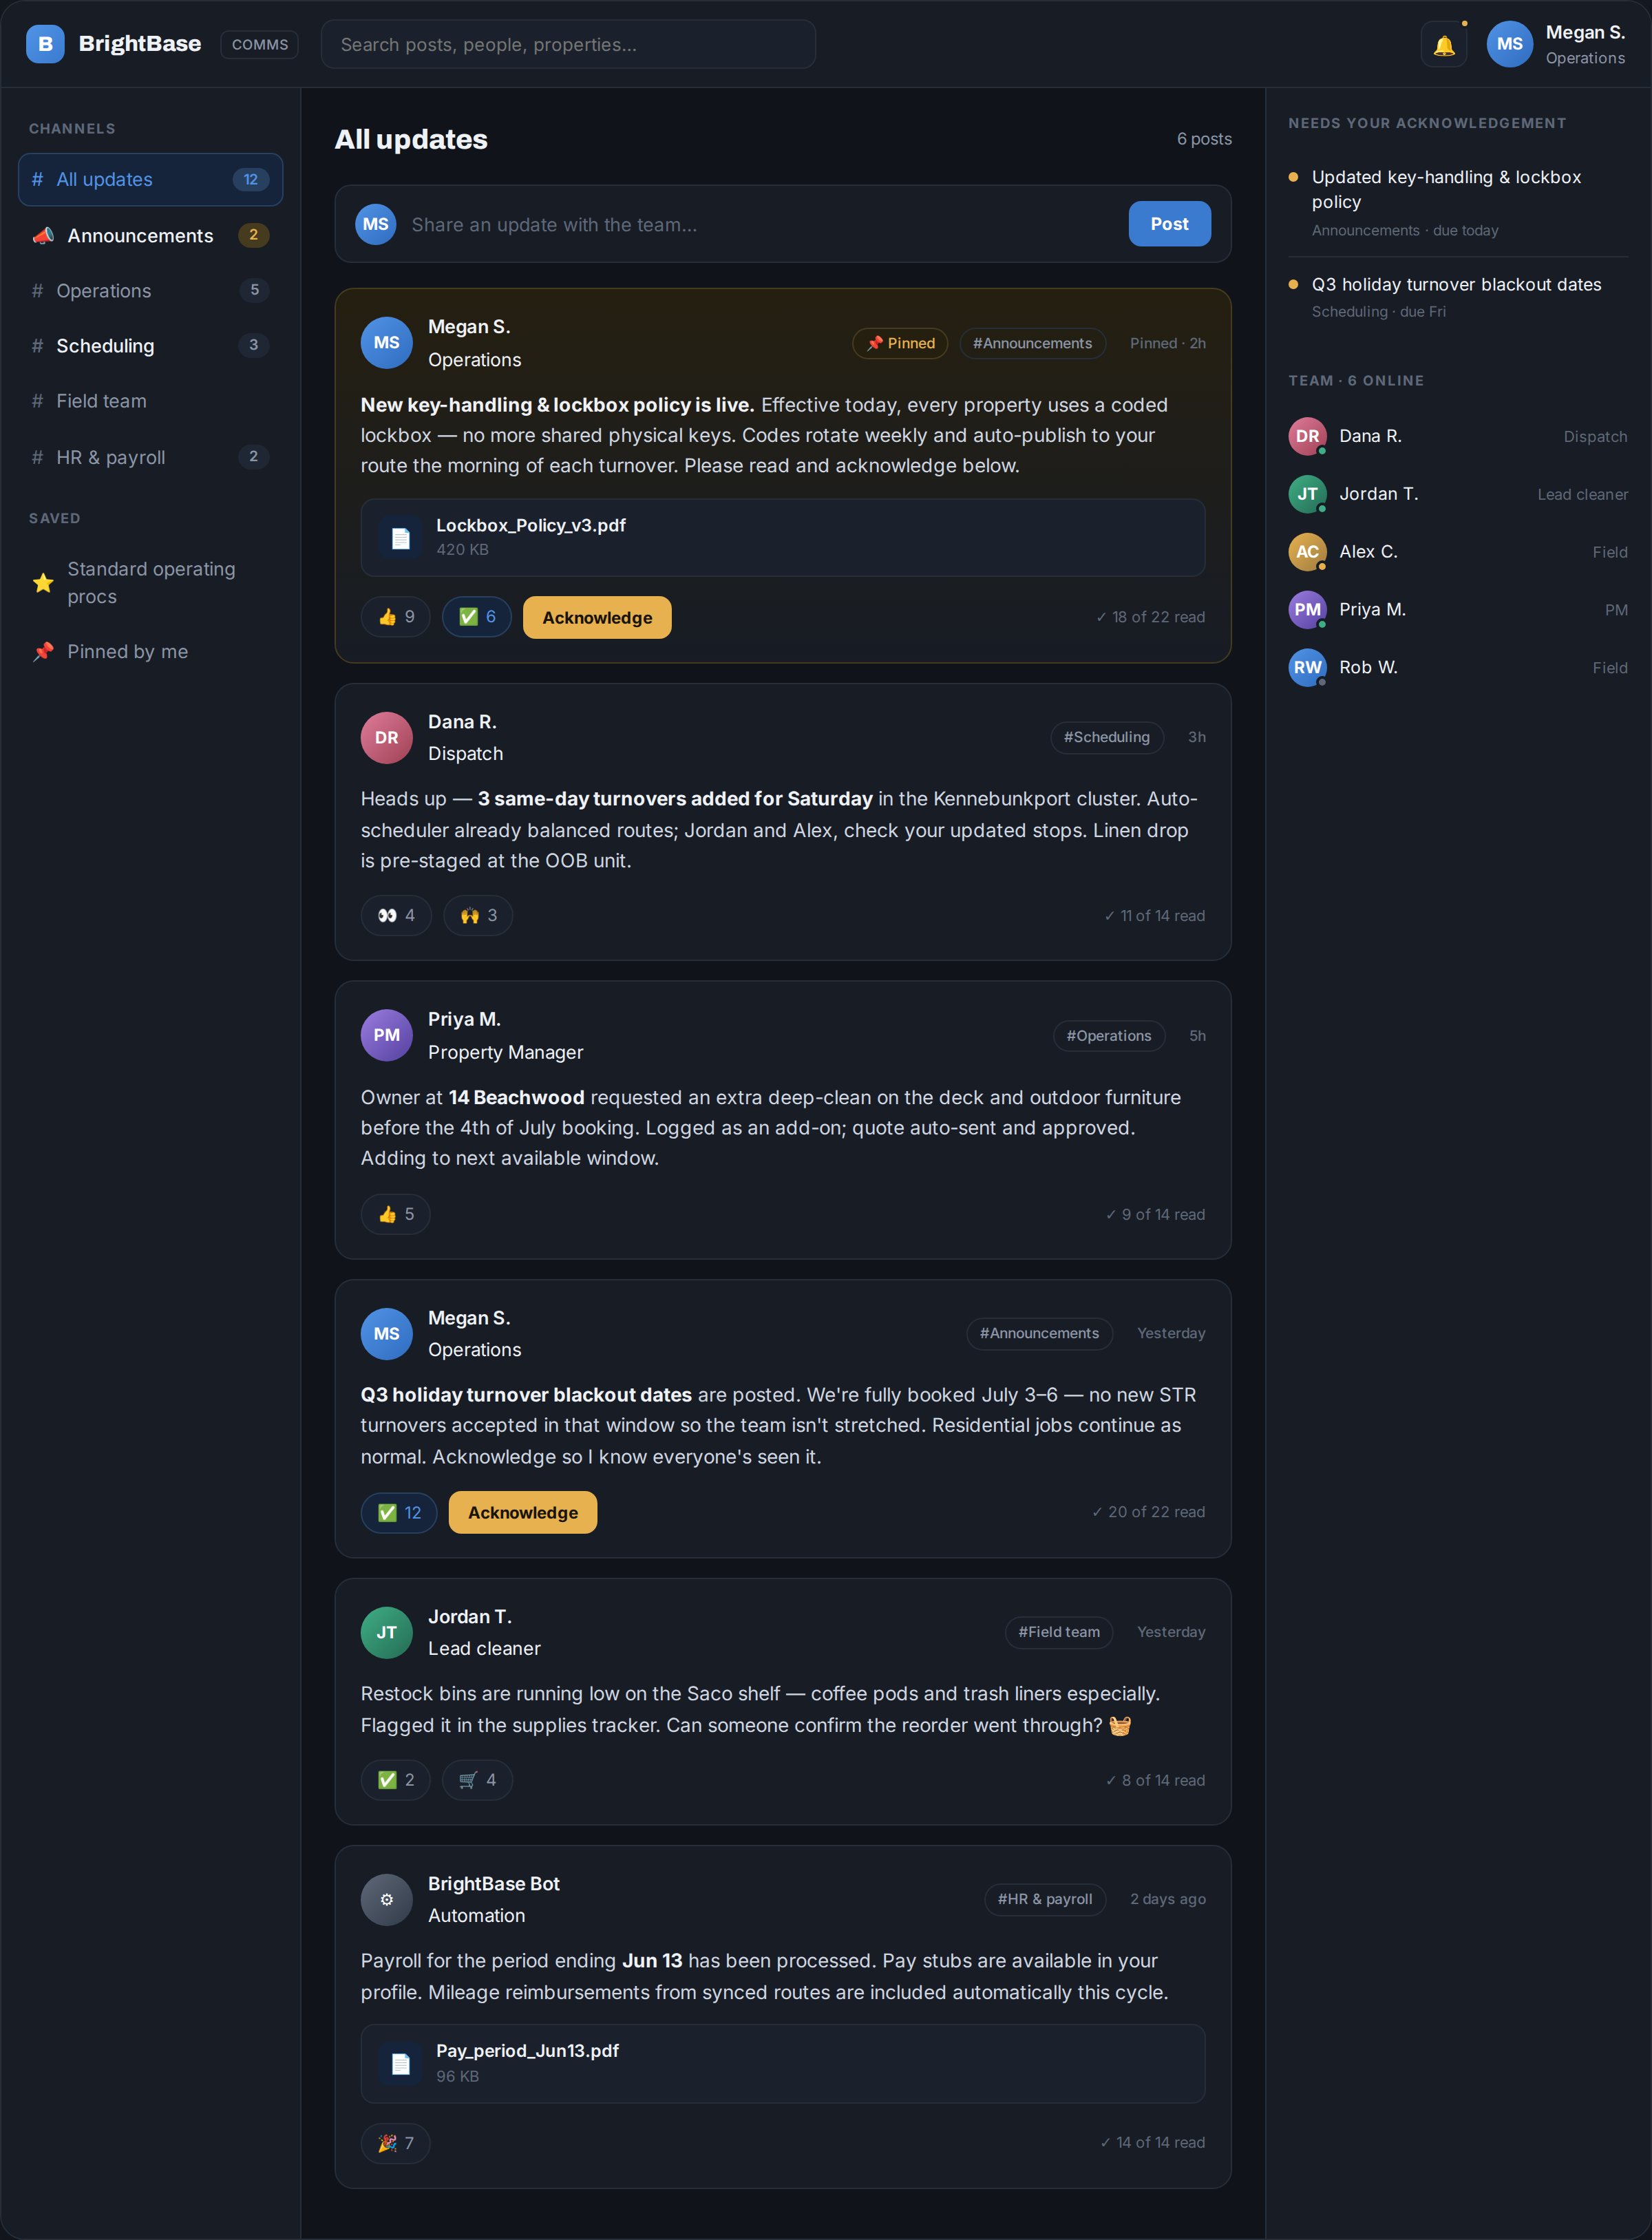 B BrightBase COMMS
Search posts, people, properties...
🔔
MS
Megan S.
Operations
CHANNELS
# All updates 12
📣 Announcements 2
# Operations 5
# Scheduling 3
# Field team
# HR & payroll 2
SAVED
⭐ Standard operating
procs
📌 Pinned by me
All updates 6 posts
MS Share an update with the team... Post
MS
Megan S.
Operations
📌 Pinned #Announcements Pinned · 2h
New key-handling & lockbox policy is live. Effective today, every property uses a coded
lockbox — no more shared physical keys. Codes rotate weekly and auto-publish to your
route the morning of each turnover. Please read and acknowledge below.
📄
Lockbox_Policy_v3.pdf
420 KB
👍 9 ✅ 6 Acknowledge ✓ 18 of 22 read
DR
Dana R.
Dispatch
#Scheduling 3h
Heads up — 3 same-day turnovers added for Saturday in the Kennebunkport cluster. Auto-
scheduler already balanced routes; Jordan and Alex, check your updated stops. Linen drop
is pre-staged at the OOB unit.
👀 4 🙌 3 ✓ 11 of 14 read
PM
Priya M.
Property Manager
#Operations 5h
Owner at 14 Beachwood requested an extra deep-clean on the deck and outdoor furniture
before the 4th of July booking. Logged as an add-on; quote auto-sent and approved.
Adding to next available window.
👍 5 ✓ 9 of 14 read
MS
Megan S.
Operations
#Announcements Yesterday
Q3 holiday turnover blackout dates are posted. We're fully booked July 3–6 — no new STR
turnovers accepted in that window so the team isn't stretched. Residential jobs continue as
normal. Acknowledge so I know everyone's seen it.
✅ 12 Acknowledge ✓ 20 of 22 read
JT
Jordan T.
Lead cleaner
#Field team Yesterday
Restock bins are running low on the Saco shelf — coffee pods and trash liners especially.
Flagged it in the supplies tracker. Can someone confirm the reorder went through? 🧺
✅ 2 🛒 4 ✓ 8 of 14 read
⚙
BrightBase Bot
Automation
#HR & payroll 2 days ago
Payroll for the period ending Jun 13 has been processed. Pay stubs are available in your
profile. Mileage reimbursements from synced routes are included automatically this cycle.
📄
Pay_period_Jun13.pdf
96 KB
🎉 7 ✓ 14 of 14 read
NEEDS YOUR ACKNOWLEDGEMENT
Updated key-handling & lockbox
policy
Announcements · due today
Q3 holiday turnover blackout dates
Scheduling · due Fri
TEAM · 6 ONLINE
DR Dana R. Dispatch
JT Jordan T. Lead cleaner
AC Alex C. Field
PM Priya M. PM
RW Rob W. Field